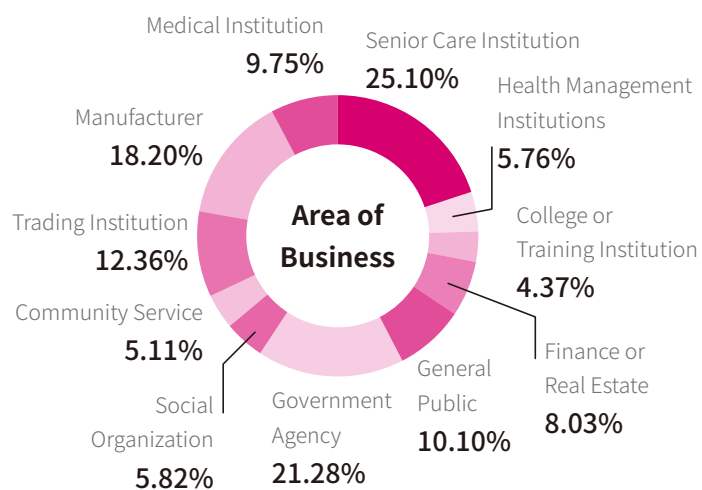 Medical Institution
9.75%
Senior Care Institution
25.10%
Health Management
Institutions
5.76%
College or
Training Institution
4.37%
Finance or
Real Estate
8.03%
General
Public
10.10%
Government
Agency
21.28%
Social
Organization
5.82%
Community Service
5.11%
Trading Institution
12.36%
Manufacturer
18.20%
Area of
Business